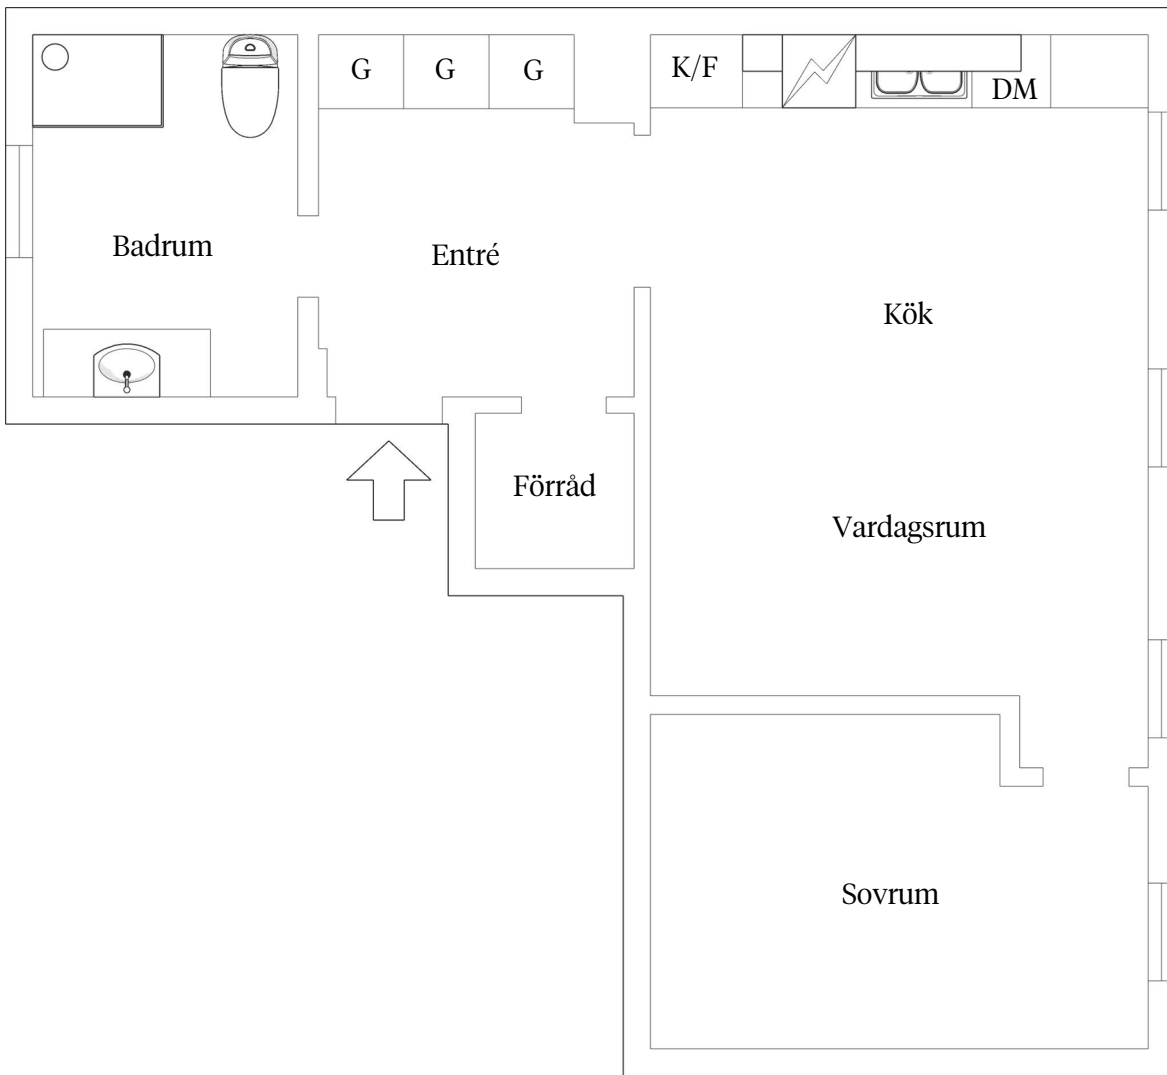 G
G
G
K/F
DM
Badrum
Entré
Kök
Förråd
Vardagsrum
Sovrum